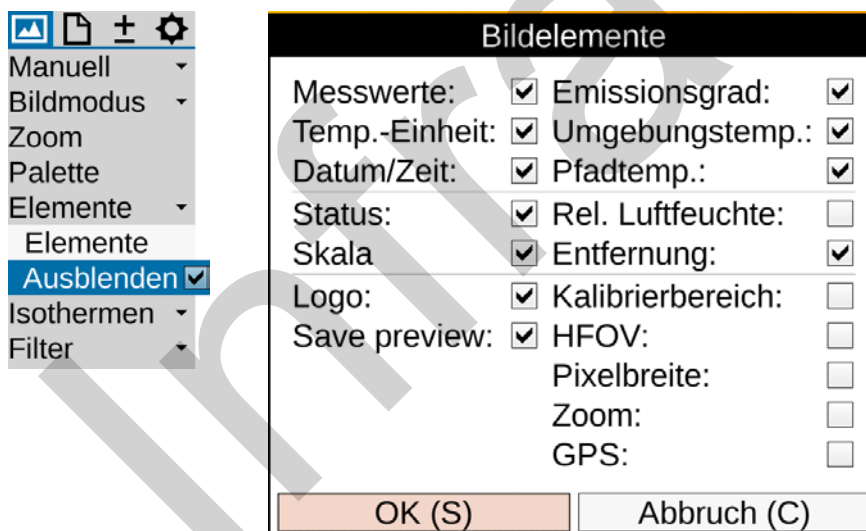 ±
Manuell
Bildmodus
Zoom
Palette
Elemente
Elemente
Ausblenden
Isothermen
Filter
Bildelemente
Messwerte: Emissionsgrad:
Temp.-Einheit: Umgebungstemp.:
Datum/Zeit: Pfadtemp.:
Status: Rel. Luftfeuchte:
Skala Entfernung:
Logo: Kalibrierbereich:
Save preview: HFOV:
Pixelbreite:
Zoom:
GPS:
OK (S) Abbruch (C)
Infra